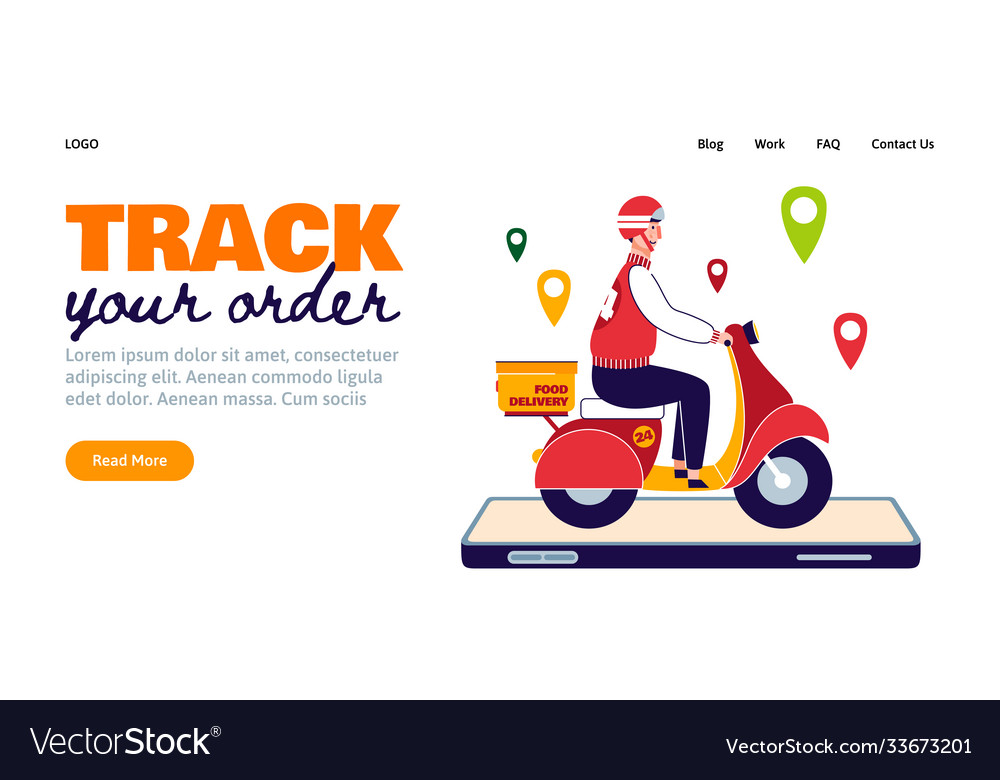 LOGO
Blog Work FAQ Contact Us
TRACK
your order
Lorem ipsum dolor sit amet, consectetuer
adipiscing elit. Aenean commodo ligula
edet dolor. Aenean massa. Cum sociis
Read More
FOOD
DELIVERY
24
VectorStock®
VectorStock.com/33673201